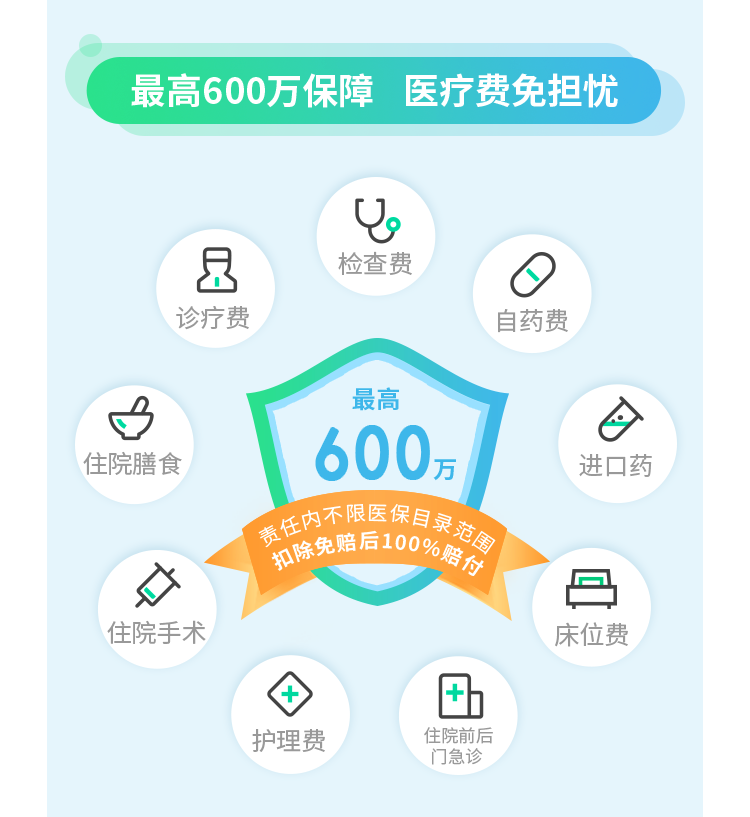 最高600万保障 医疗费免担忧
检查费
诊疗费
自药费
最高
600万
住院膳食
进口药
责任内不限医保目录范围
扣除免赔后100%赔付
住院手术
床位费
护理费
住院前后
门急诊